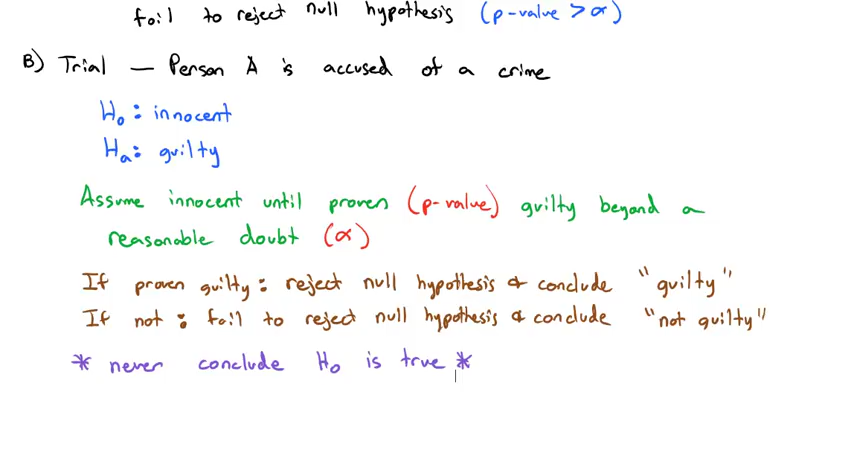 fail to reject null hypothesis (p-value > α)
B) Trial — Person A is accused of a crime
H₀: innocent
Hₐ: guilty
Assume innocent until proven (p-value) guilty beyond a
reasonable doubt (α)
If proven guilty: reject null hypothesis & conclude "guilty"
If not: fail to reject null hypothesis & conclude "not guilty"
* never conclude H₀ is true *